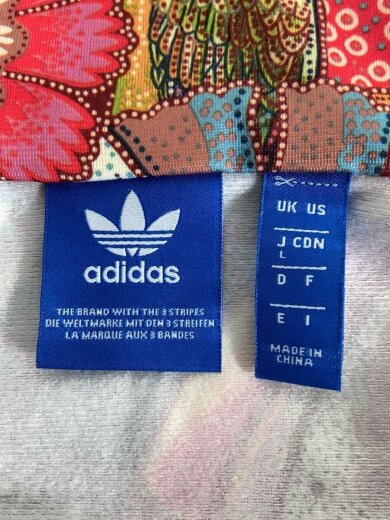 adidas
THE BRAND WITH THE 3 STRIPES
DIE WELTMARKE MIT DEN 3 STREIFEN
LA MARQUE AUX 3 BANDES
UK US
J CDN
L
D F
E I
MADE IN
CHINA